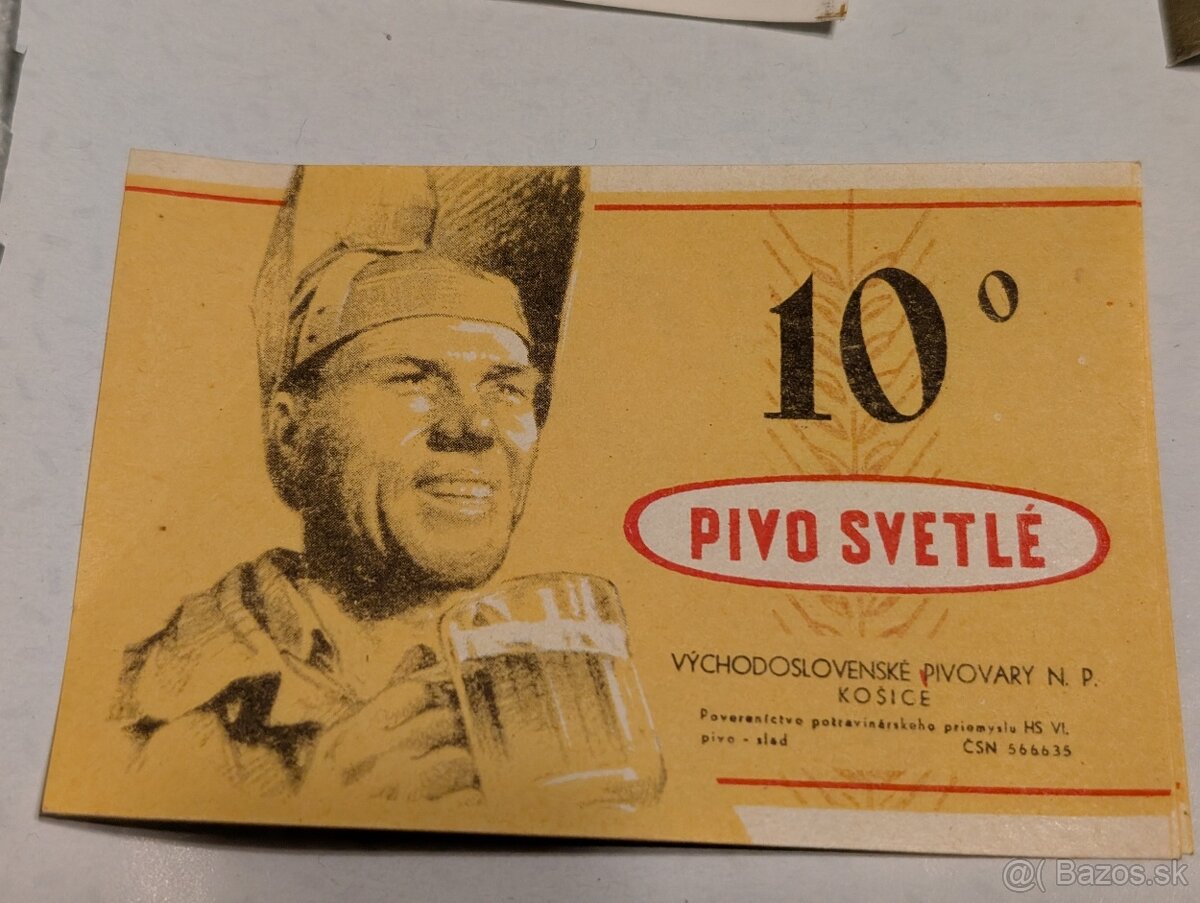 10°
PIVO SVETLÉ
VÝCHODOSLOVENSKÉ PIVOVARY N. P.
KOŠICE
Povereníctvo potravinárskeho priemyslu HS VI.
pivo - slad ČSN 566635
@( Bazos.sk